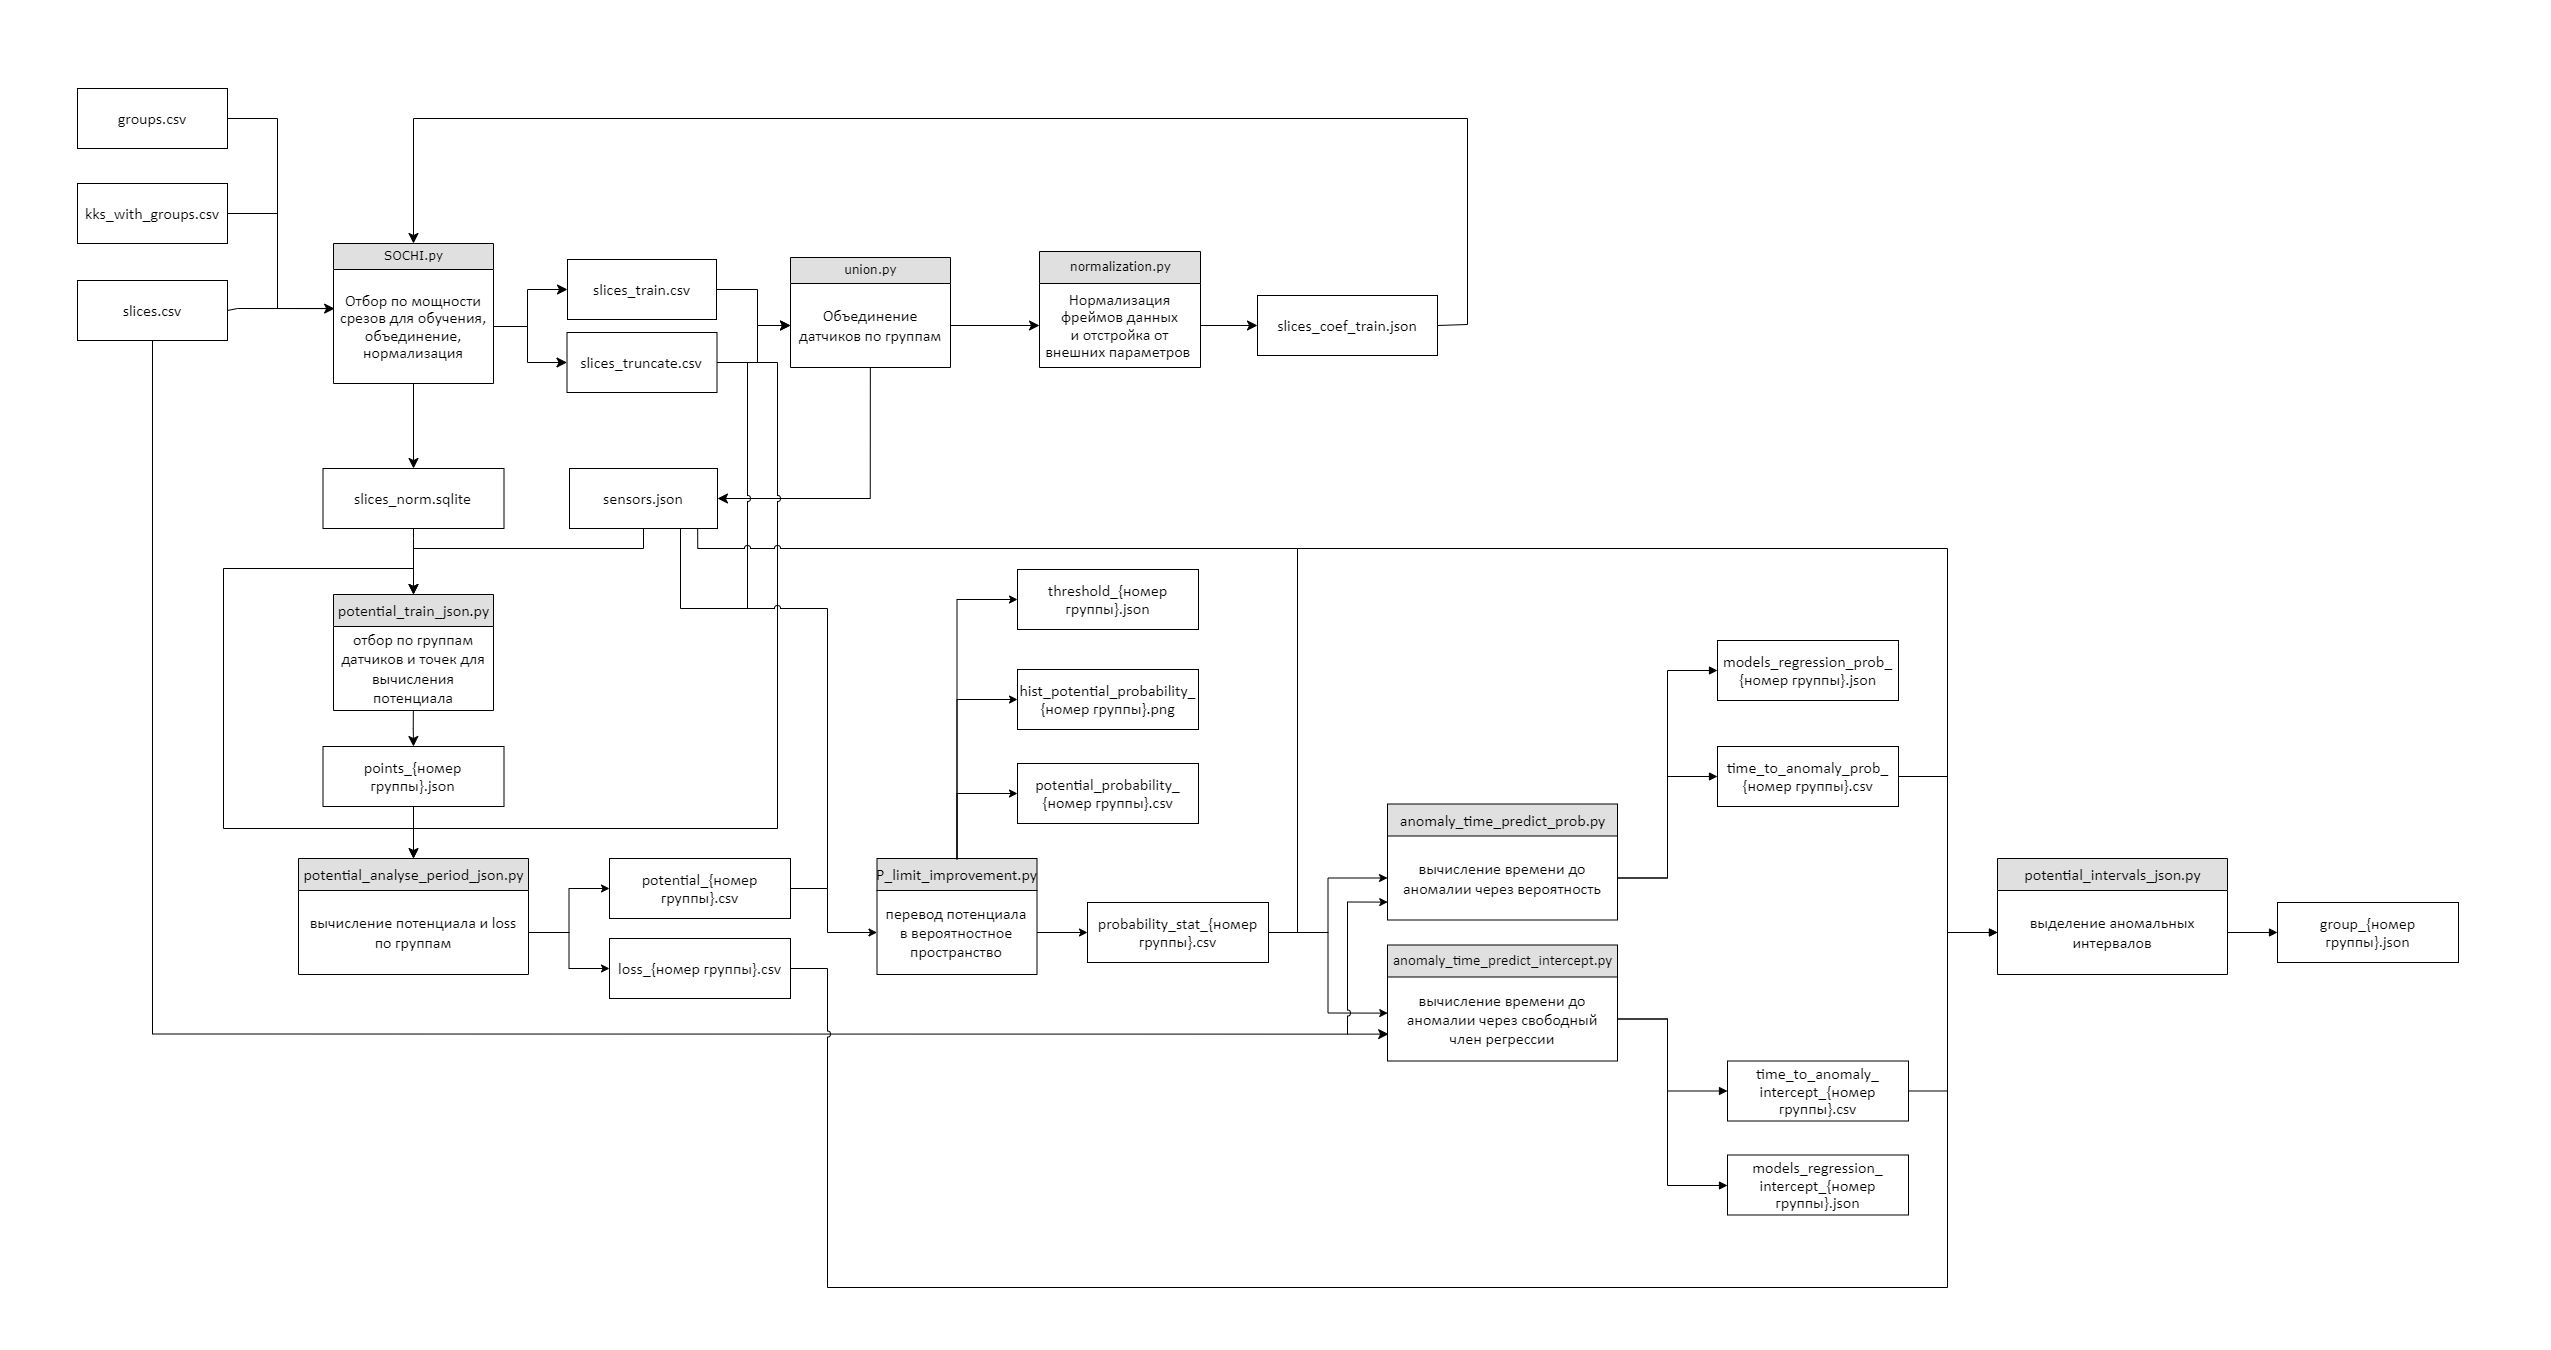 groups.csv
kks_with_groups.csv
slices.csv
SOCHI.py
Отбор по мощности
срезов для обучения,
объединение,
нормализация
slices_train.csv
slices_truncate.csv
union.py
Объединение
датчиков по группам
normalization.py
Нормализация
фреймов данных
и отстройка от
внешних параметров
slices_coef_train.json
slices_norm.sqlite
sensors.json
potential_train_json.py
отбор по группам
датчиков и точек для
вычисления
потенциала
points_{номер
группы}.json
potential_analyse_period_json.py
вычисление потенциала и loss
по группам
potential_{номер
группы}.csv
loss_{номер группы}.csv
threshold_{номер
группы}.json
hist_potential_probability_
{номер группы}.png
potential_probability_
{номер группы}.csv
P_limit_improvement.py
перевод потенциала
в вероятностное
пространство
probability_stat_{номер
группы}.csv
anomaly_time_predict_prob.py
вычисление времени до
аномалии через вероятность
anomaly_time_predict_intercept.py
вычисление времени до
аномалии через свободный
член регрессии
models_regression_prob_
{номер группы}.json
time_to_anomaly_prob_
{номер группы}.csv
time_to_anomaly_
intercept_{номер
группы}.csv
models_regression_
intercept_{номер
группы}.json
potential_intervals_json.py
выделение аномальных
интервалов
group_{номер
группы}.json